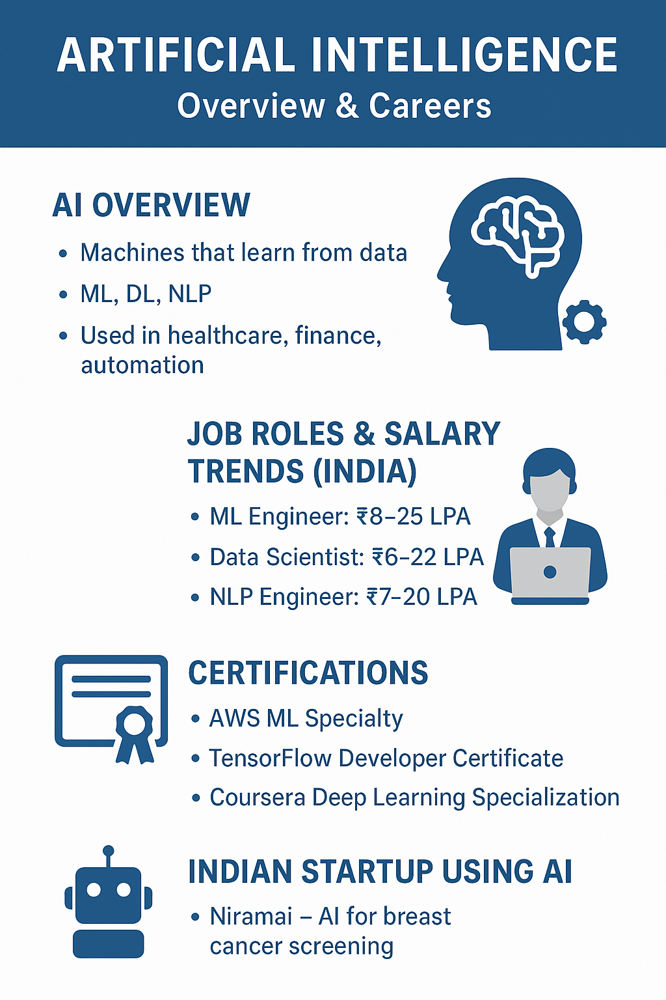 ARTIFICIAL INTELLIGENCE
Overview & Careers
AI OVERVIEW
• Machines that learn from data
• ML, DL, NLP
• Used in healthcare, finance,
automation
JOB ROLES & SALARY
TRENDS (INDIA)
• ML Engineer: ₹8–25 LPA
• Data Scientist: ₹6–22 LPA
• NLP Engineer: ₹7–20 LPA
CERTIFICATIONS
• AWS ML Specialty
• TensorFlow Developer Certificate
• Coursera Deep Learning Specialization
INDIAN STARTUP USING AI
• Niramai – AI for breast
cancer screening